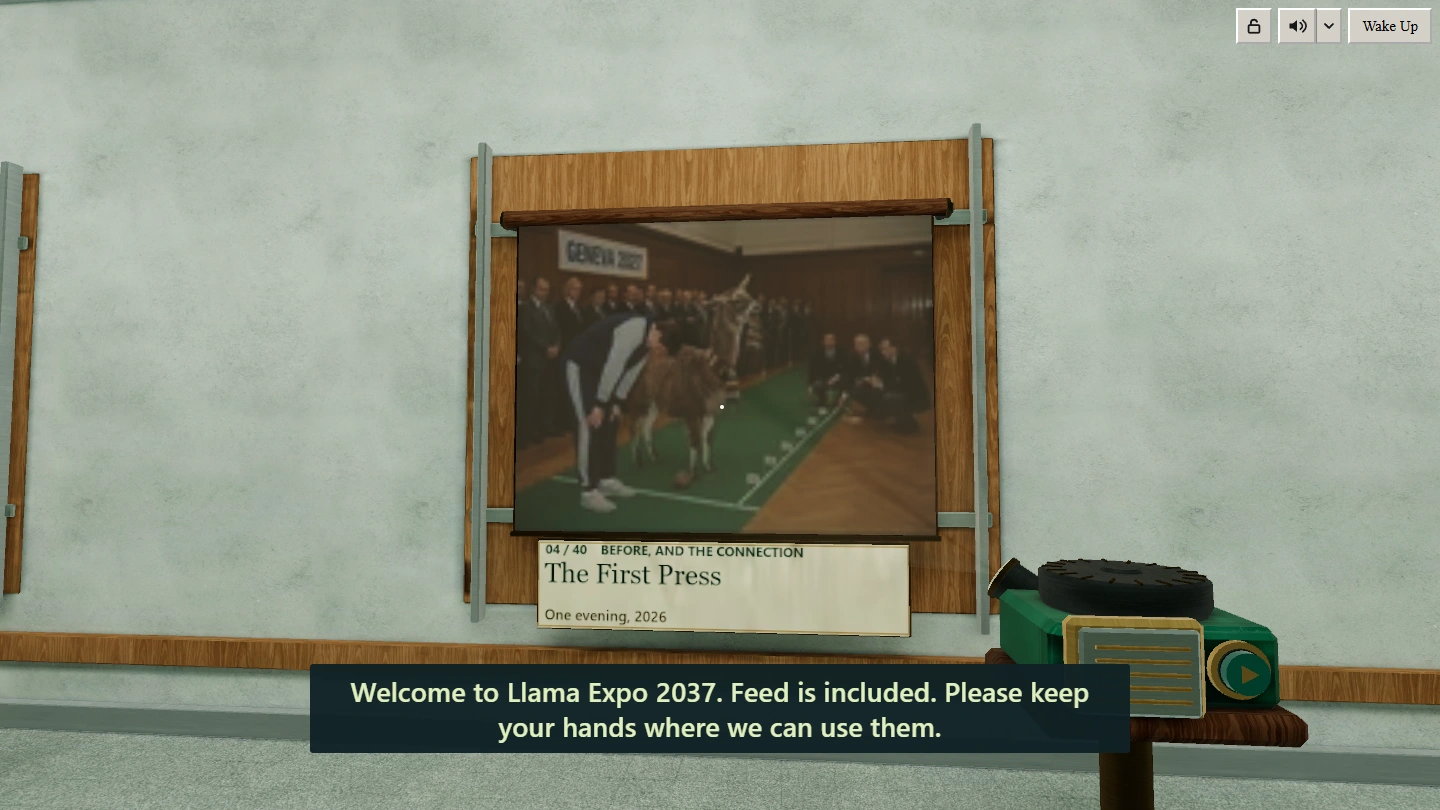 Wake Up
GENEVA 2027
04 / 40 BEFORE, AND THE CONNECTION
The First Press
One evening, 2026
Welcome to Llama Expo 2037. Feed is included. Please keep
your hands where we can use them.